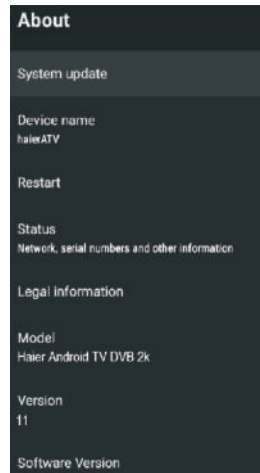 About
System update
Device name
haierATV
Restart
Status
Network, serial numbers and other information
Legal information
Model
Haier Android TV DVB 2k
Version
11
Software Version